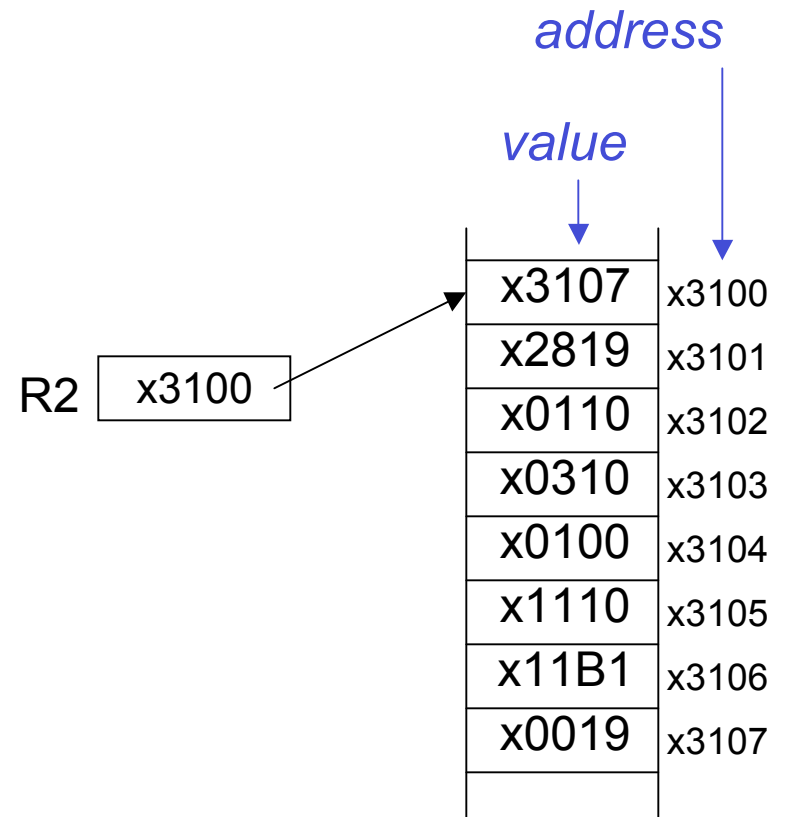 address
value
x3107 x3100
x2819 x3101
R2 x3100
x0110 x3102
x0310 x3103
x0100 x3104
x1110 x3105
x11B1 x3106
x0019 x3107